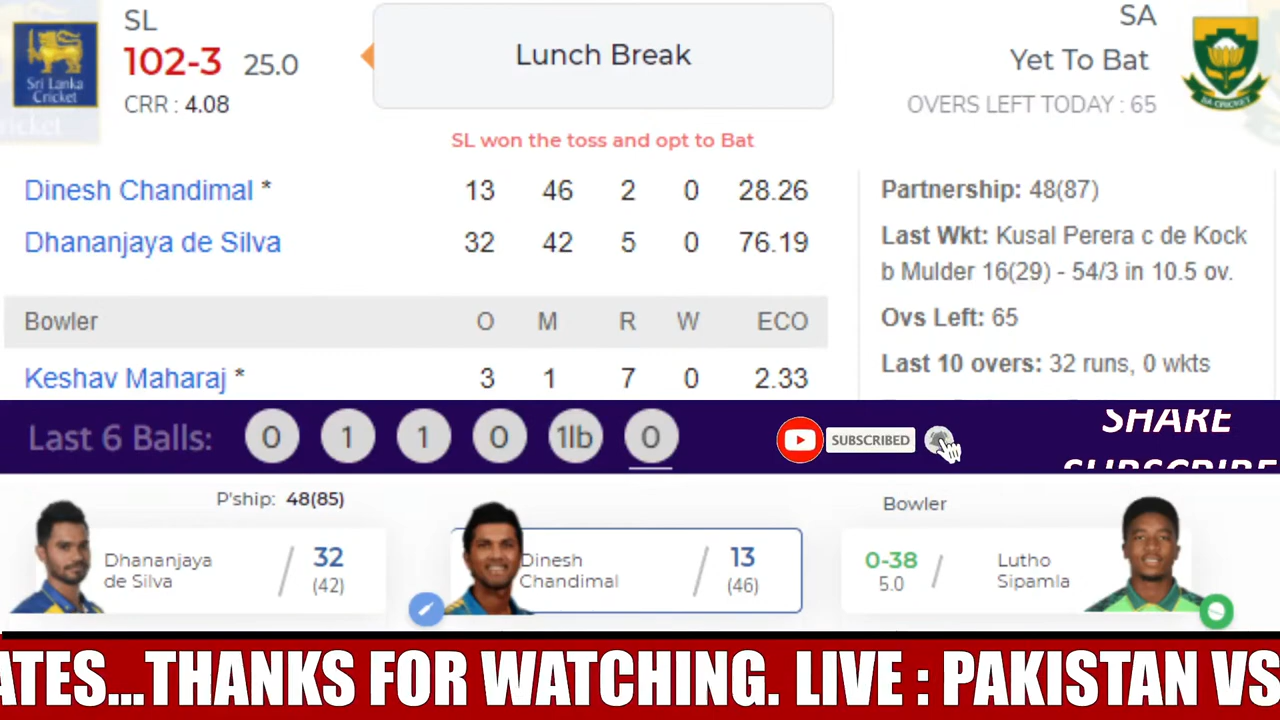 SL
102-3 25.0
CRR : 4.08
Sri Lanka
Cricket
Lunch Break
SL won the toss and opt to Bat
SA
Yet To Bat
OVERS LEFT TODAY : 65
SA CRICKET
Dinesh Chandimal * 13 46 2 0 28.26
Dhananjaya de Silva 32 42 5 0 76.19
Bowler O M R W ECO
Keshav Maharaj * 3 1 7 0 2.33
Partnership: 48(87)
Last Wkt: Kusal Perera c de Kock
b Mulder 16(29) - 54/3 in 10.5 ov.
Ovs Left: 65
Last 10 overs: 32 runs, 0 wkts
Last 6 Balls: 0 1 1 0 1lb 0
SUBSCRIBED
SHARE
SUBSCRIBE
P'ship: 48(85)
Dhananjaya
de Silva
32
(42)
Dinesh
Chandimal
13
(46)
Bowler
0-38
5.0
Lutho
Sipamla
ATES...THANKS FOR WATCHING. LIVE : PAKISTAN VS